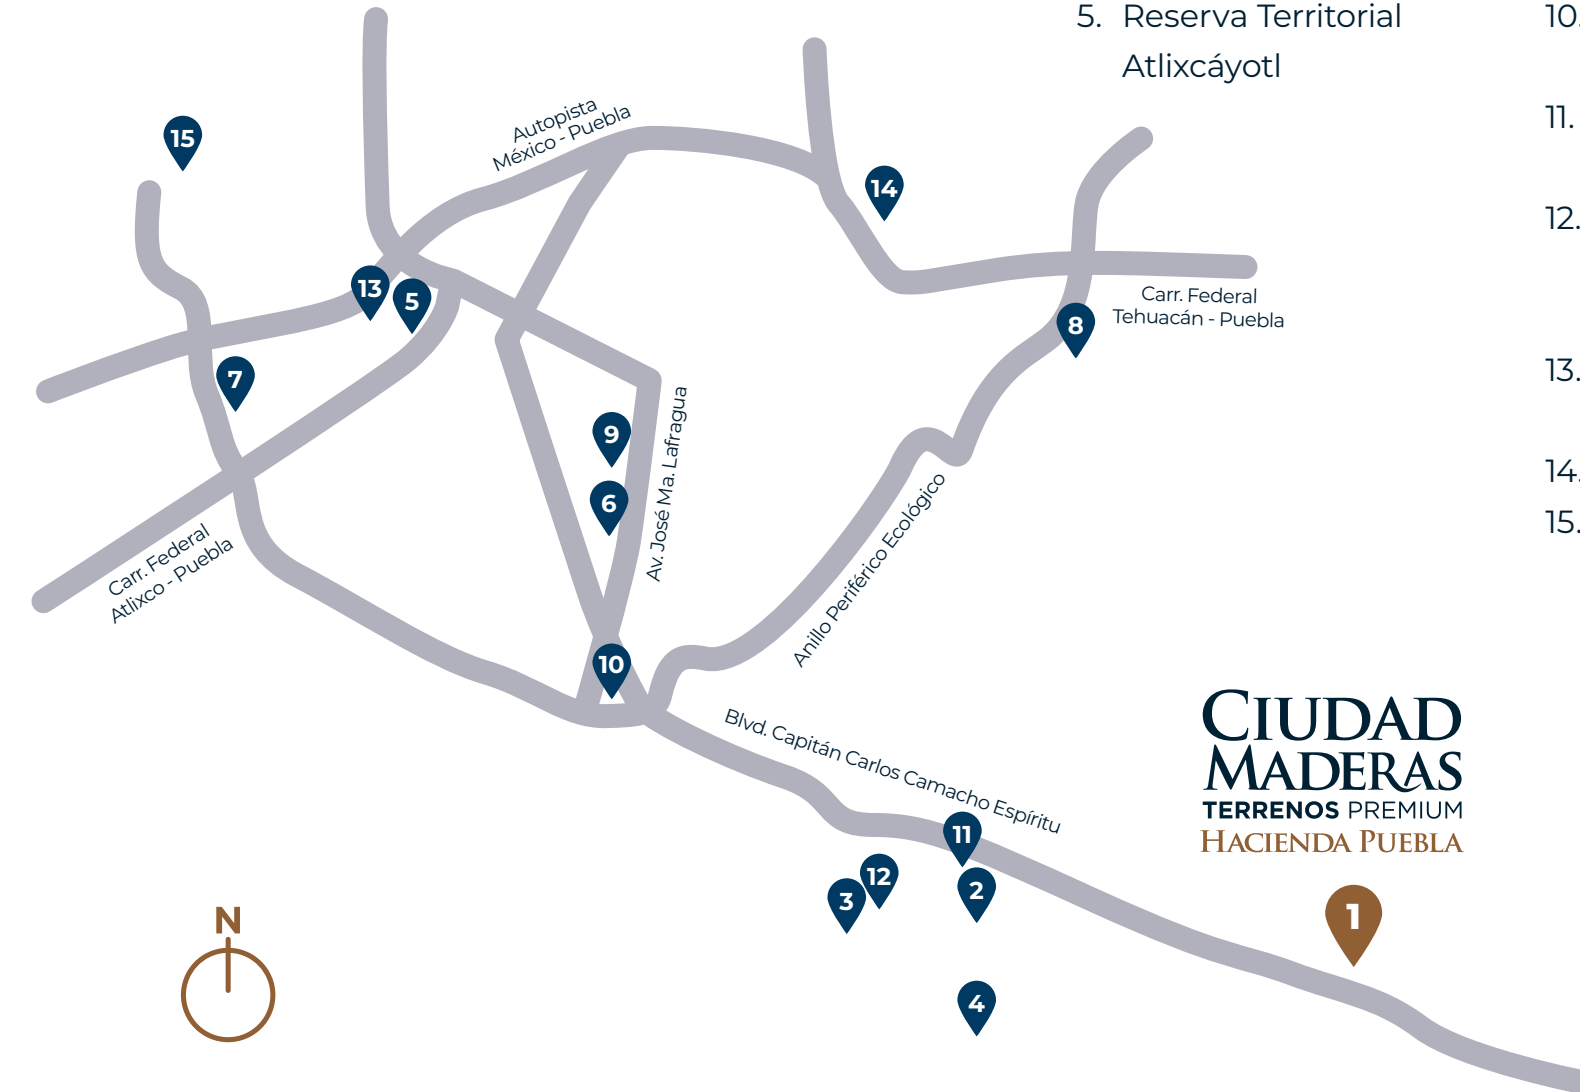 5. Reserva Territorial
Atlixcáyotl
10.
11.
12.
13.
14.
15.
15
Autopista
México - Puebla
14
13
5
Carr. Federal
Tehuacán - Puebla
8
7
9
6
Av. José Ma. Lafragua
Anillo Periférico Ecológico
Carr. Federal
Atlixco - Puebla
10
Blvd. Capitán Carlos Camacho Espíritu
CIUDAD
MADERAS
TERRENOS PREMIUM
HACIENDA PUEBLA
11
12
3
2
1
4
N